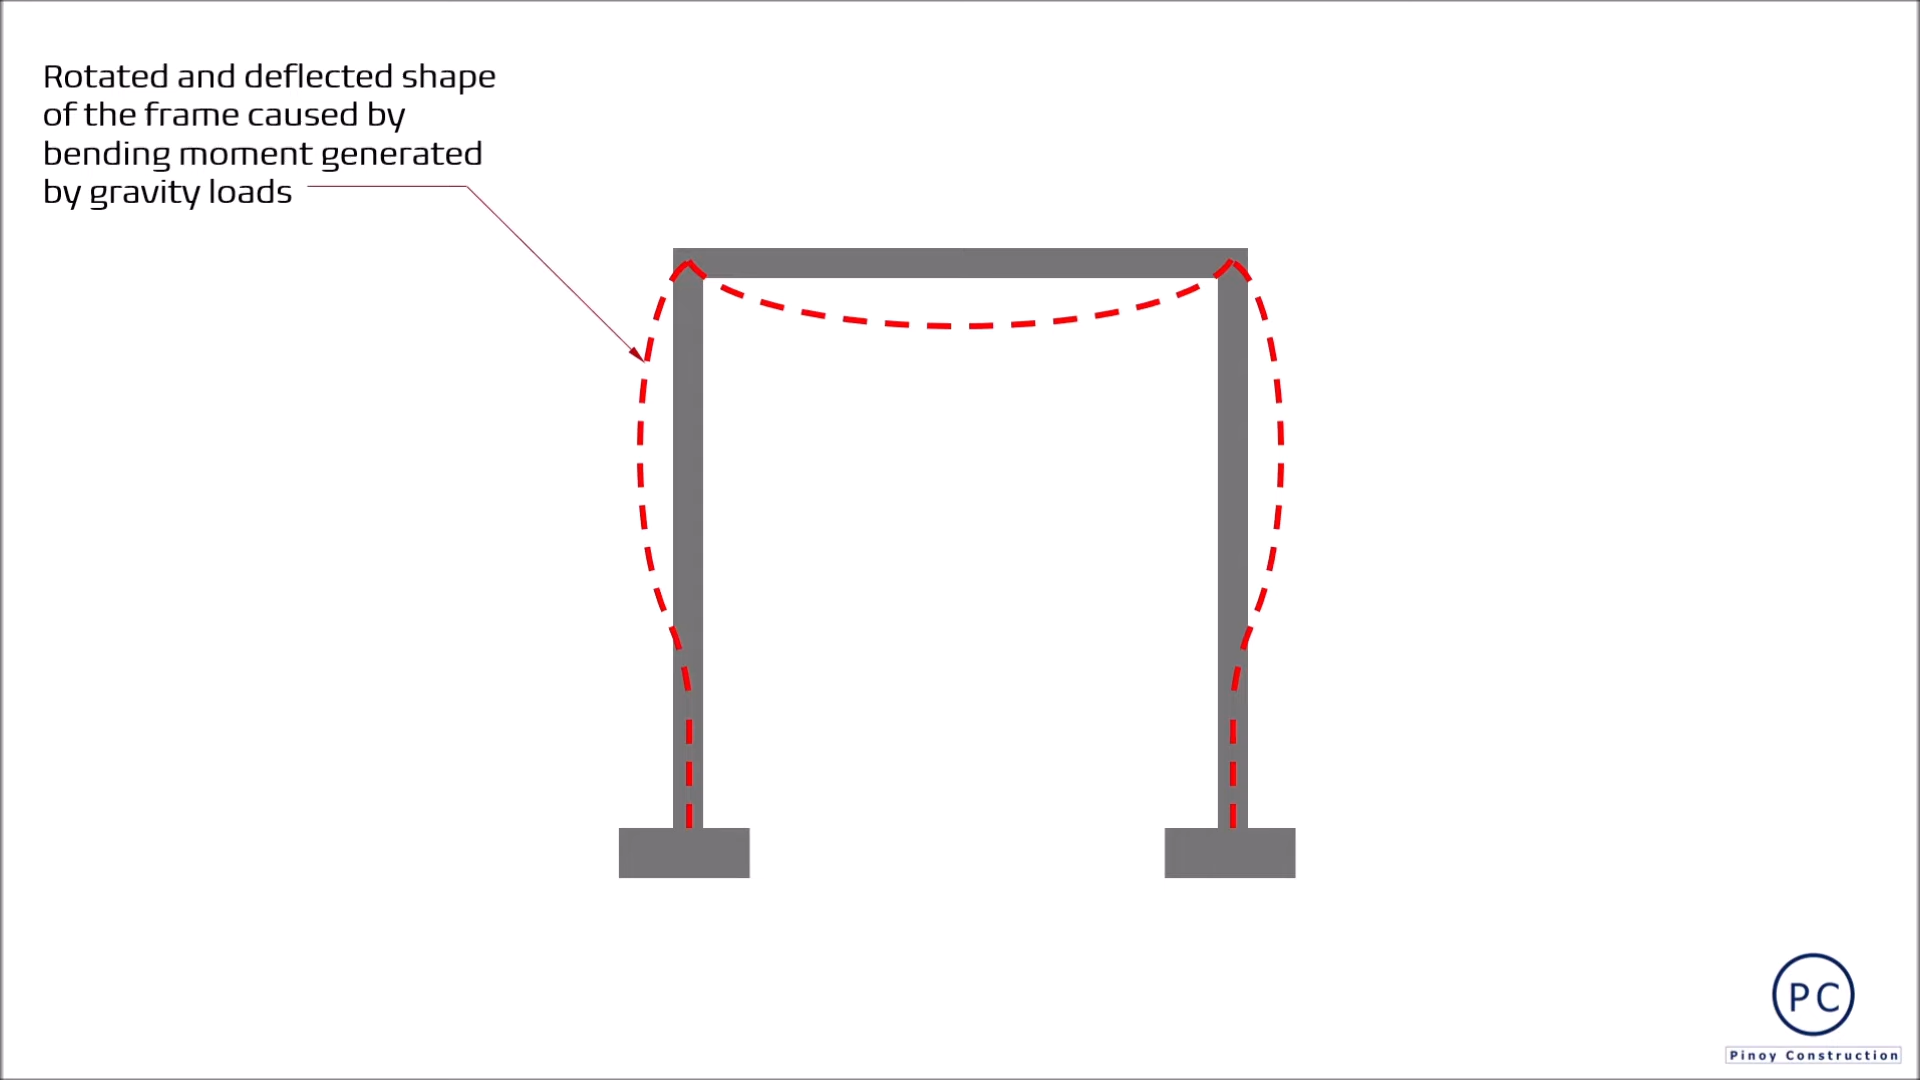 Rotated and deflected shape
of the frame caused by
bending moment generated
by gravity loads
PC
Pinoy Construction